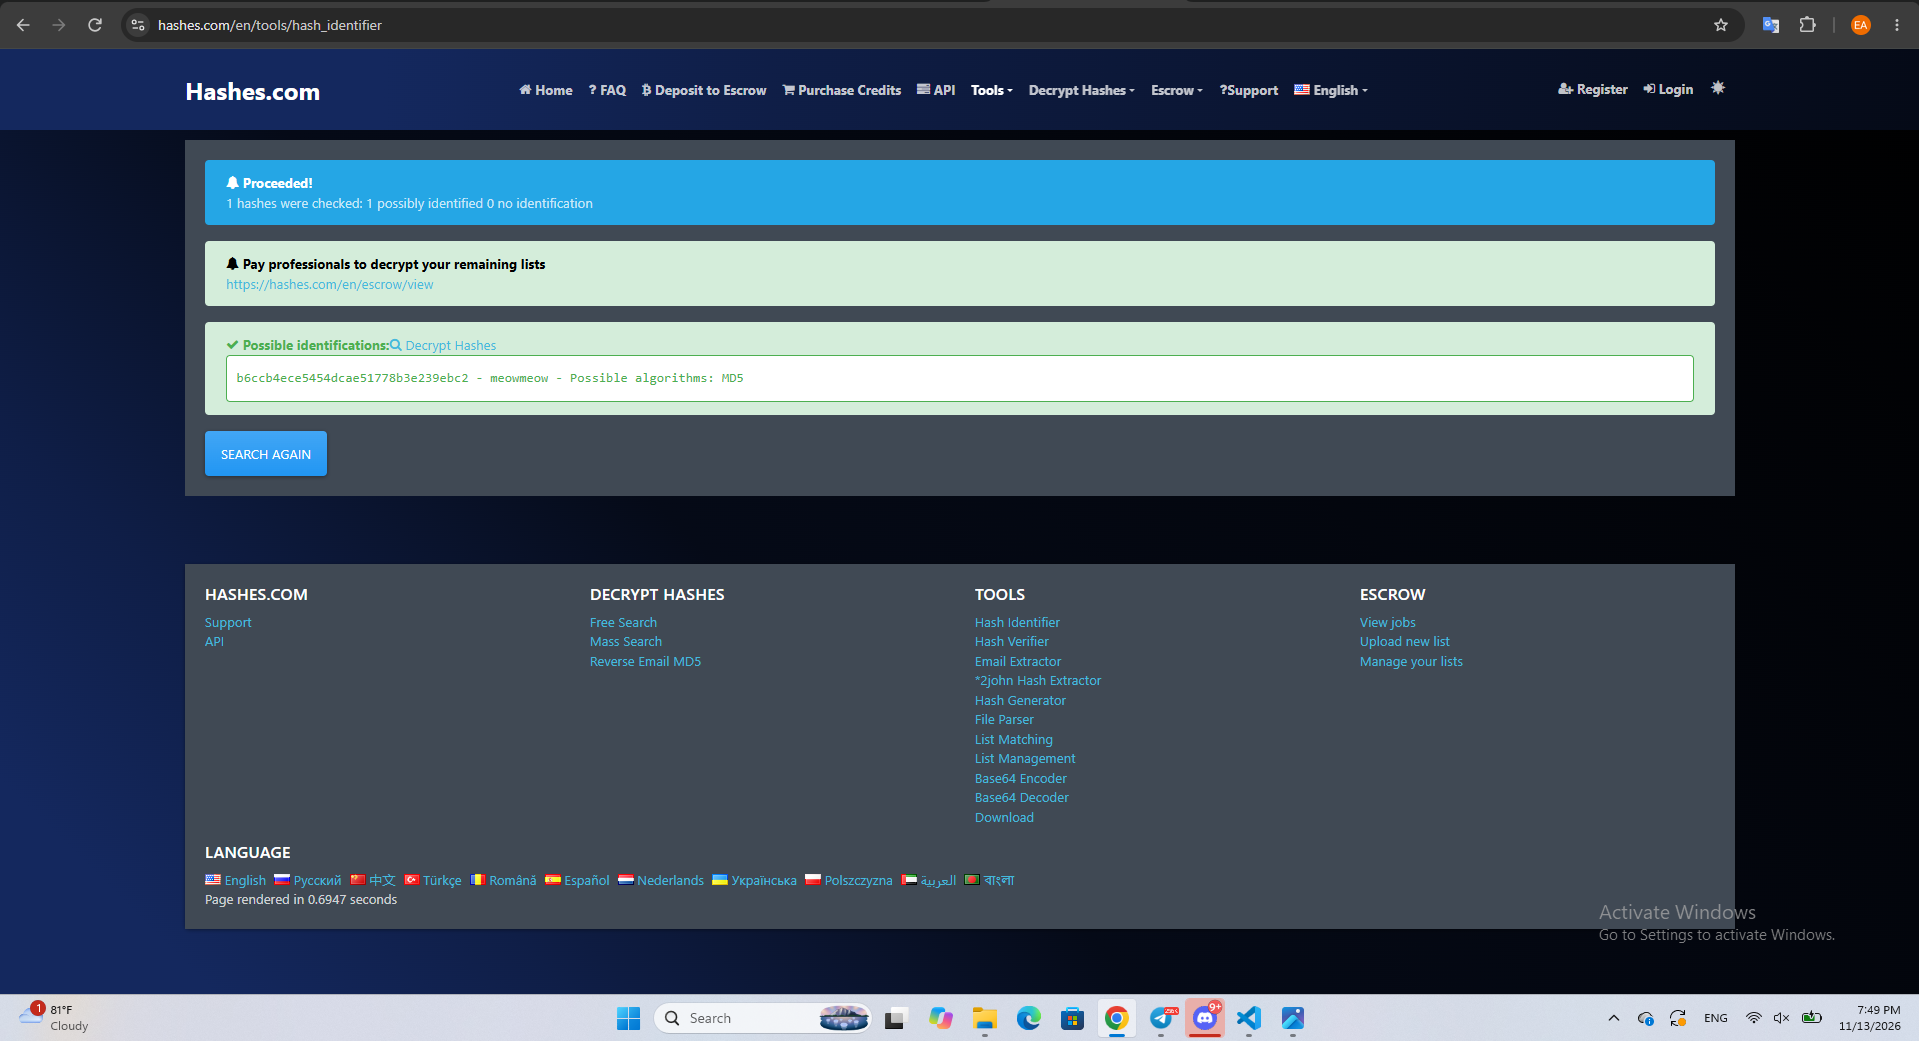 hashes.com/en/tools/hash_identifier
EA
Hashes.com
Home ? FAQ Deposit to Escrow Purchase Credits API Tools Decrypt Hashes Escrow ?Support English Register Login
Proceeded!
1 hashes were checked: 1 possibly identified 0 no identification
Pay professionals to decrypt your remaining lists
https://hashes.com/en/escrow/view
Possible identifications: Decrypt Hashes
b6ccb4ece5454dcae51778b3e239ebc2 - meowmeow - Possible algorithms: MD5
SEARCH AGAIN
HASHES.COM
Support
API
DECRYPT HASHES
Free Search
Mass Search
Reverse Email MD5
TOOLS
Hash Identifier
Hash Verifier
Email Extractor
*2john Hash Extractor
Hash Generator
File Parser
List Matching
List Management
Base64 Encoder
Base64 Decoder
Download
ESCROW
View jobs
Upload new list
Manage your lists
LANGUAGE
English Русский 中文 Türkçe Română Español Nederlands Українська Polszczyzna العربية বাংলা
Page rendered in 0.6947 seconds
Activate Windows
Go to Settings to activate Windows.
1
81°F
Cloudy
Search
9+
ENG
7:49 PM
11/13/2026